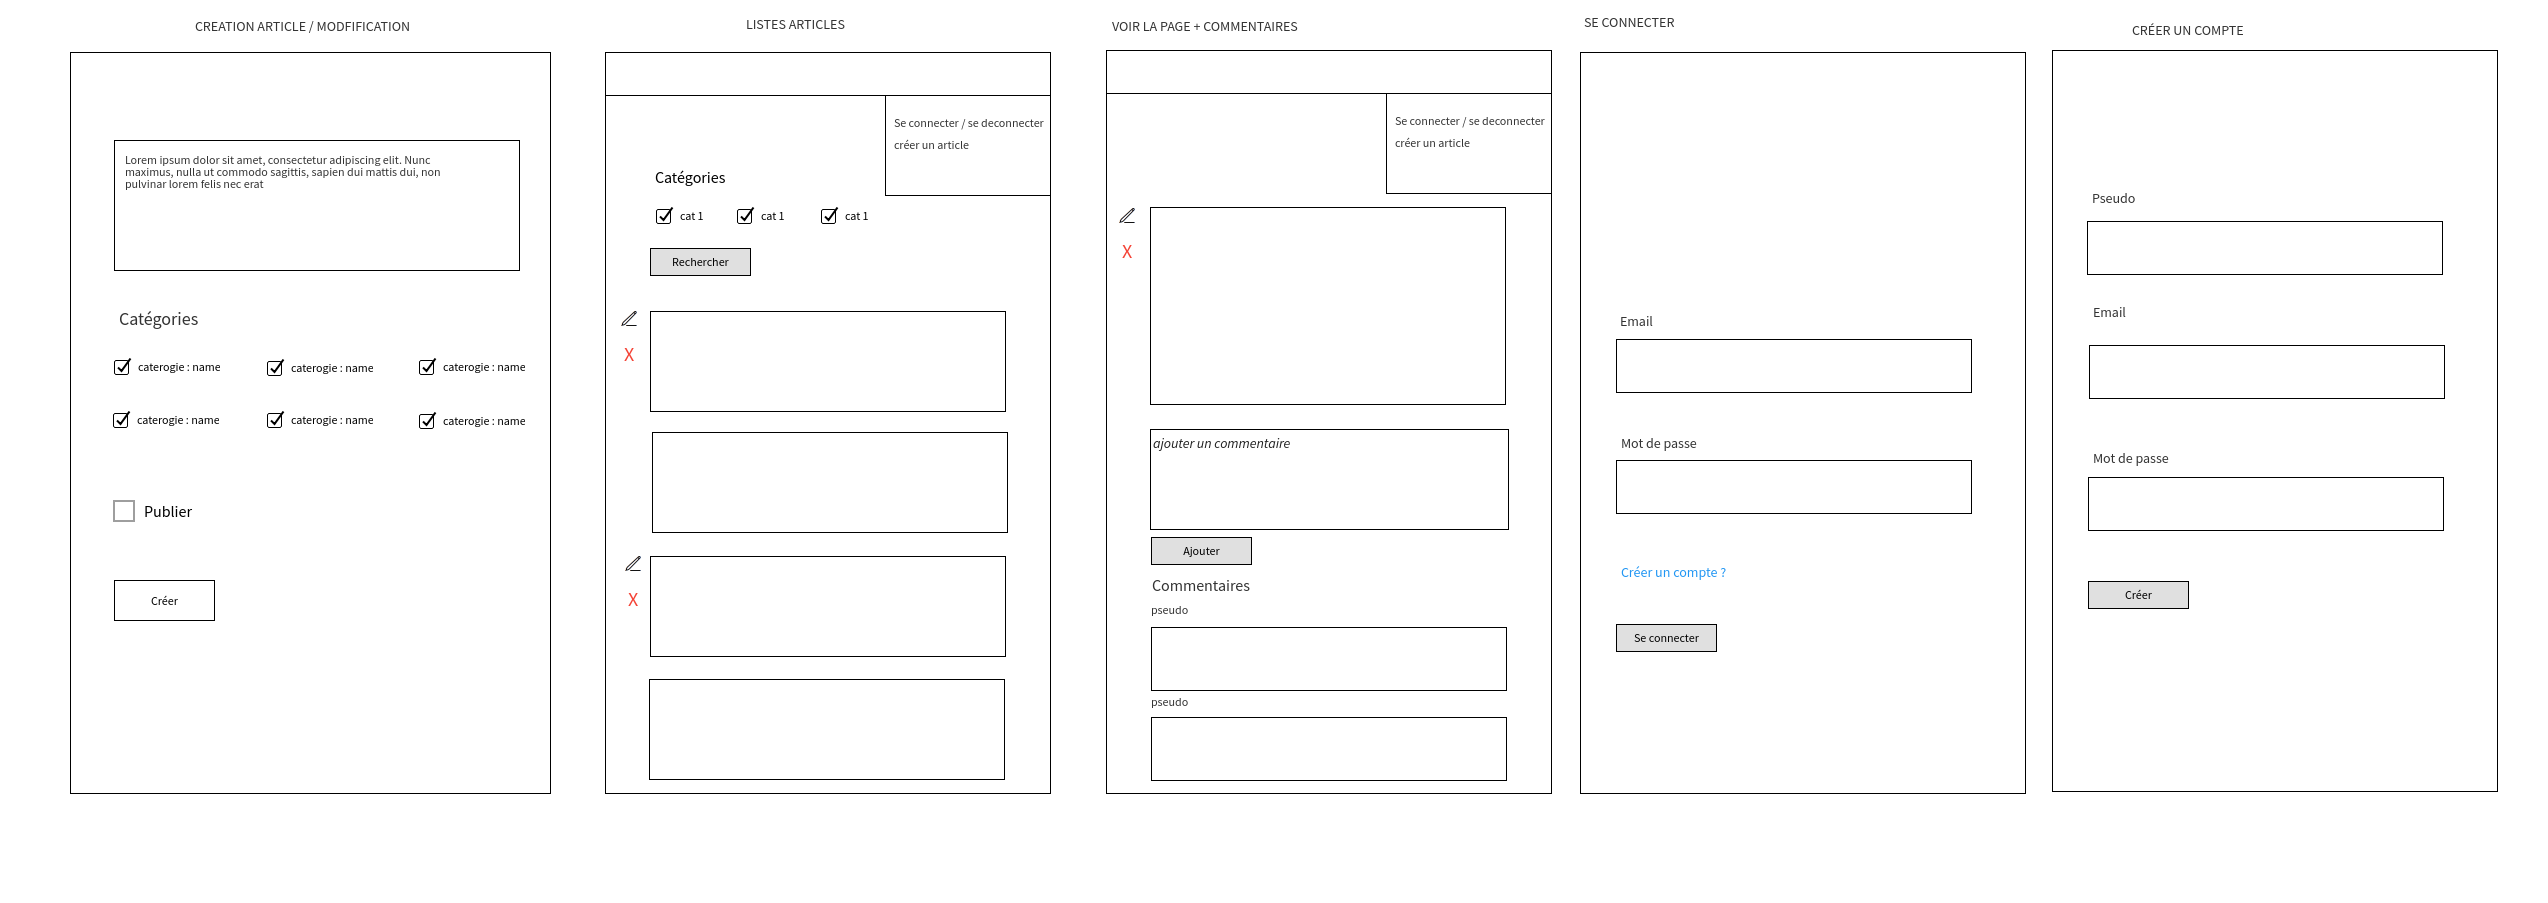 CREATION ARTICLE / MODFIFICATION
Lorem ipsum dolor sit amet, consectetur adipiscing elit. Nunc
maximus, nulla ut commodo sagittis, sapien dui mattis dui, non
pulvinar lorem felis nec erat
Catégories
caterogie : name
caterogie : name
caterogie : name
caterogie : name
caterogie : name
caterogie : name
Publier
Créer
LISTES ARTICLES
Se connecter / se deconnecter
créer un article
Catégories
cat 1
cat 1
cat 1
Rechercher
X
X
VOIR LA PAGE + COMMENTAIRES
Se connecter / se deconnecter
créer un article
X
ajouter un commentaire
Ajouter
Commentaires
pseudo
pseudo
SE CONNECTER
Email
Mot de passe
Créer un compte ?
Se connecter
CRÉER UN COMPTE
Pseudo
Email
Mot de passe
Créer